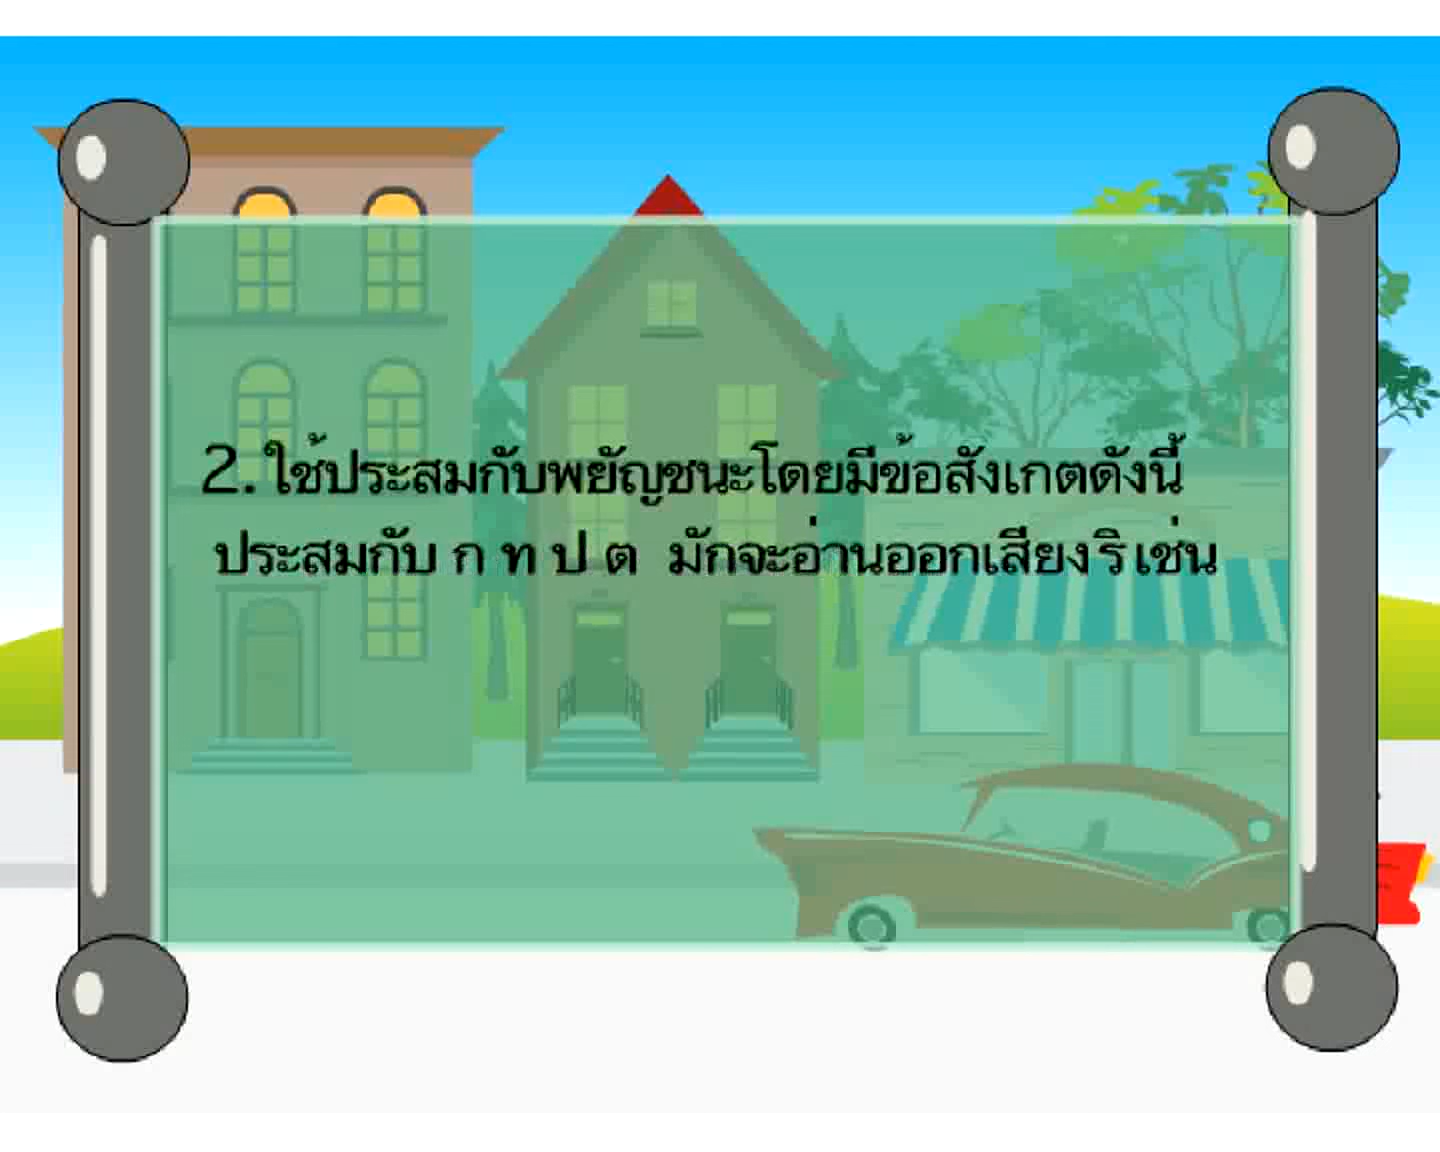 2. ใช้ประสมกับพยัญชนะโดยมีข้อสังเกตดังนี้
ประสมกับ ก ท ป ต มักจะอ่านออกเสียง ริ เช่น